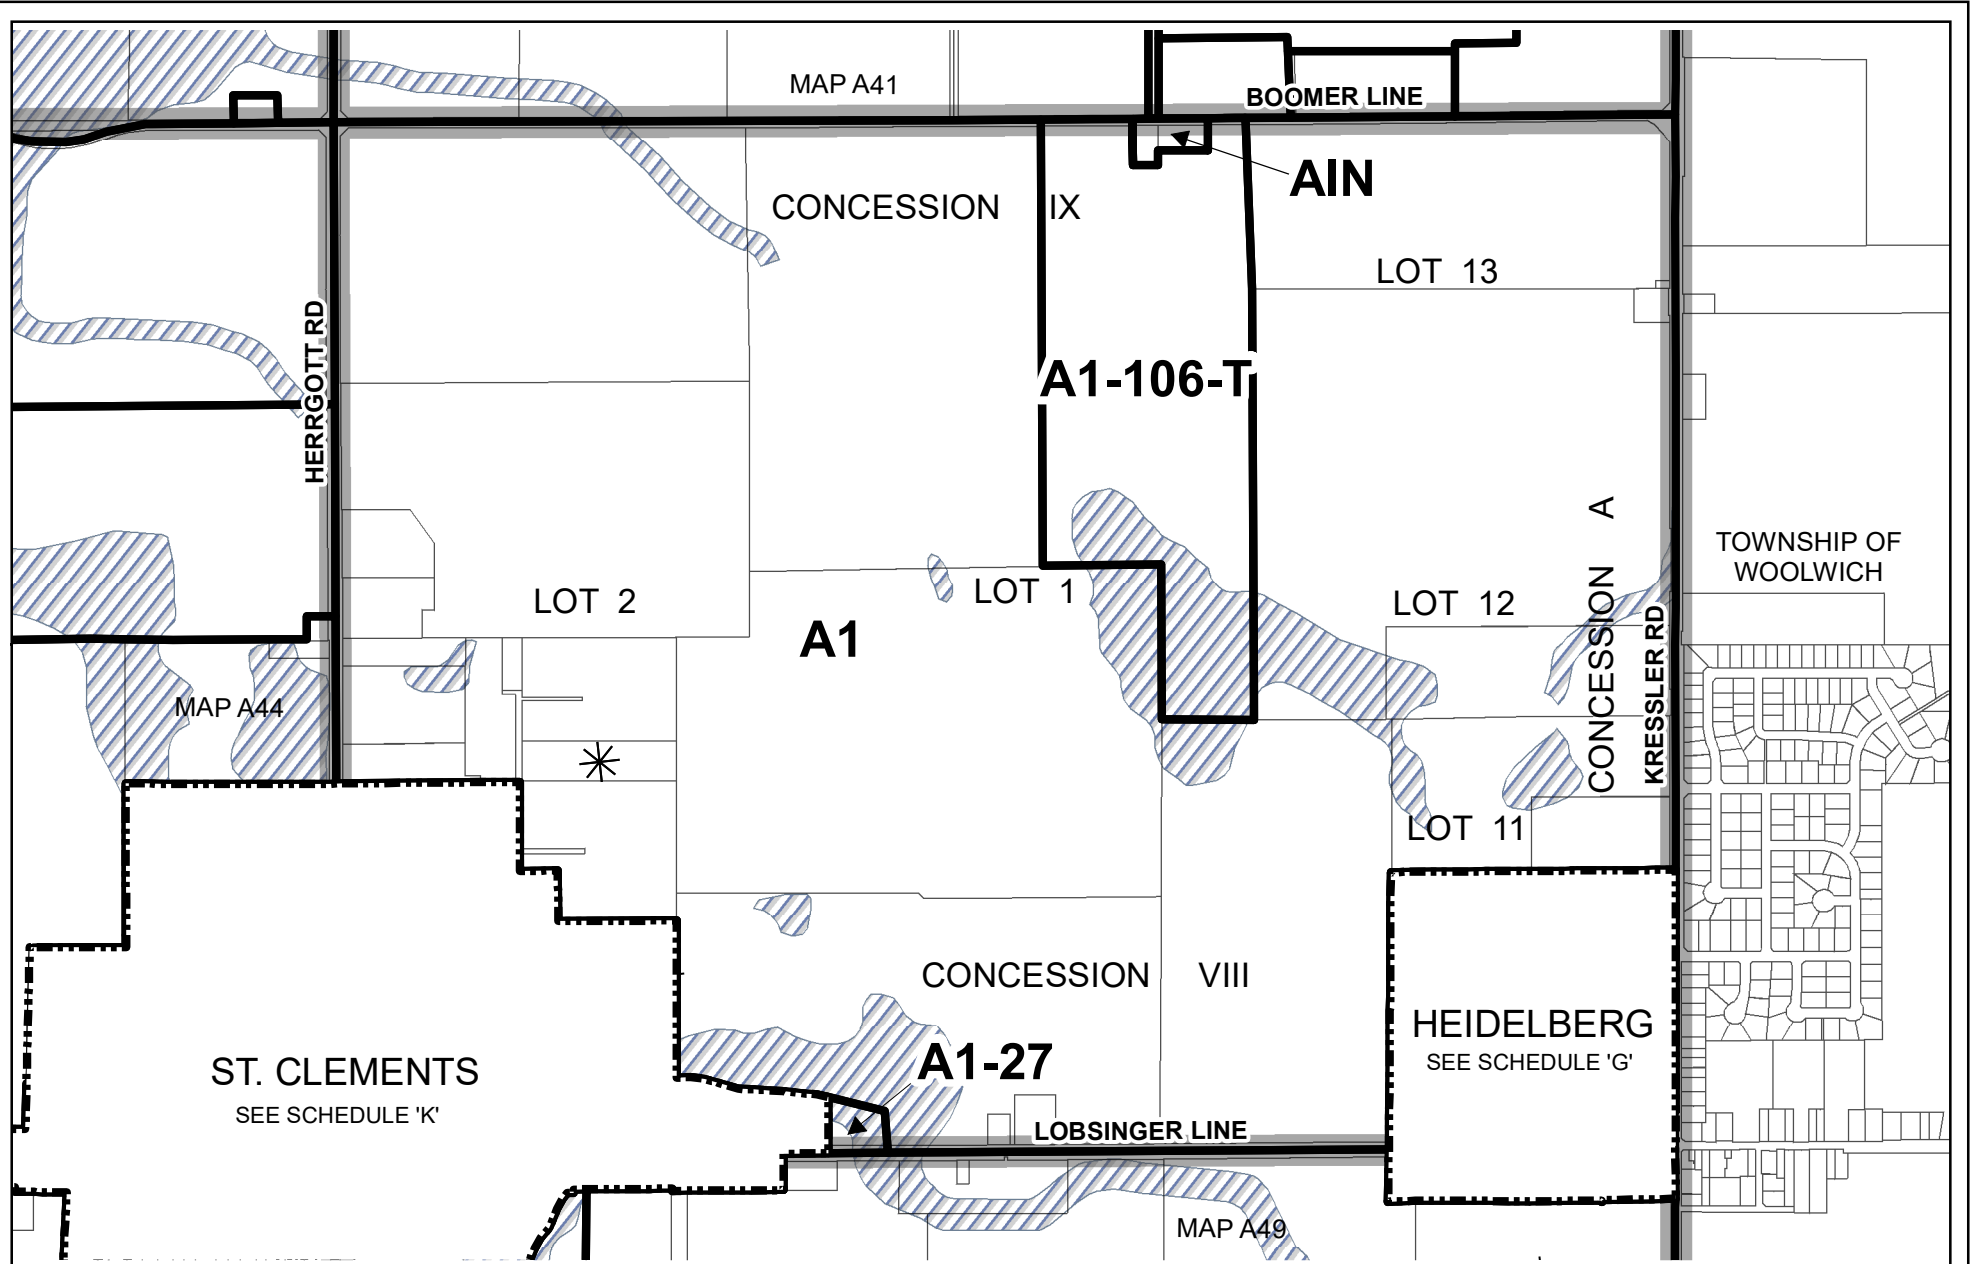 MAP A41
BOOMER LINE
AIN
CONCESSION IX
LOT 13
HERRGOTT RD
A1-106-T
CONCESSION A
TOWNSHIP OF
WOOLWICH
LOT 2
LOT 1
LOT 12
A1
KRESSLER RD
MAP A44
LOT 11
CONCESSION VIII
HEIDELBERG
SEE SCHEDULE 'G'
ST. CLEMENTS
SEE SCHEDULE 'K'
A1-27
LOBSINGER LINE
MAP A49